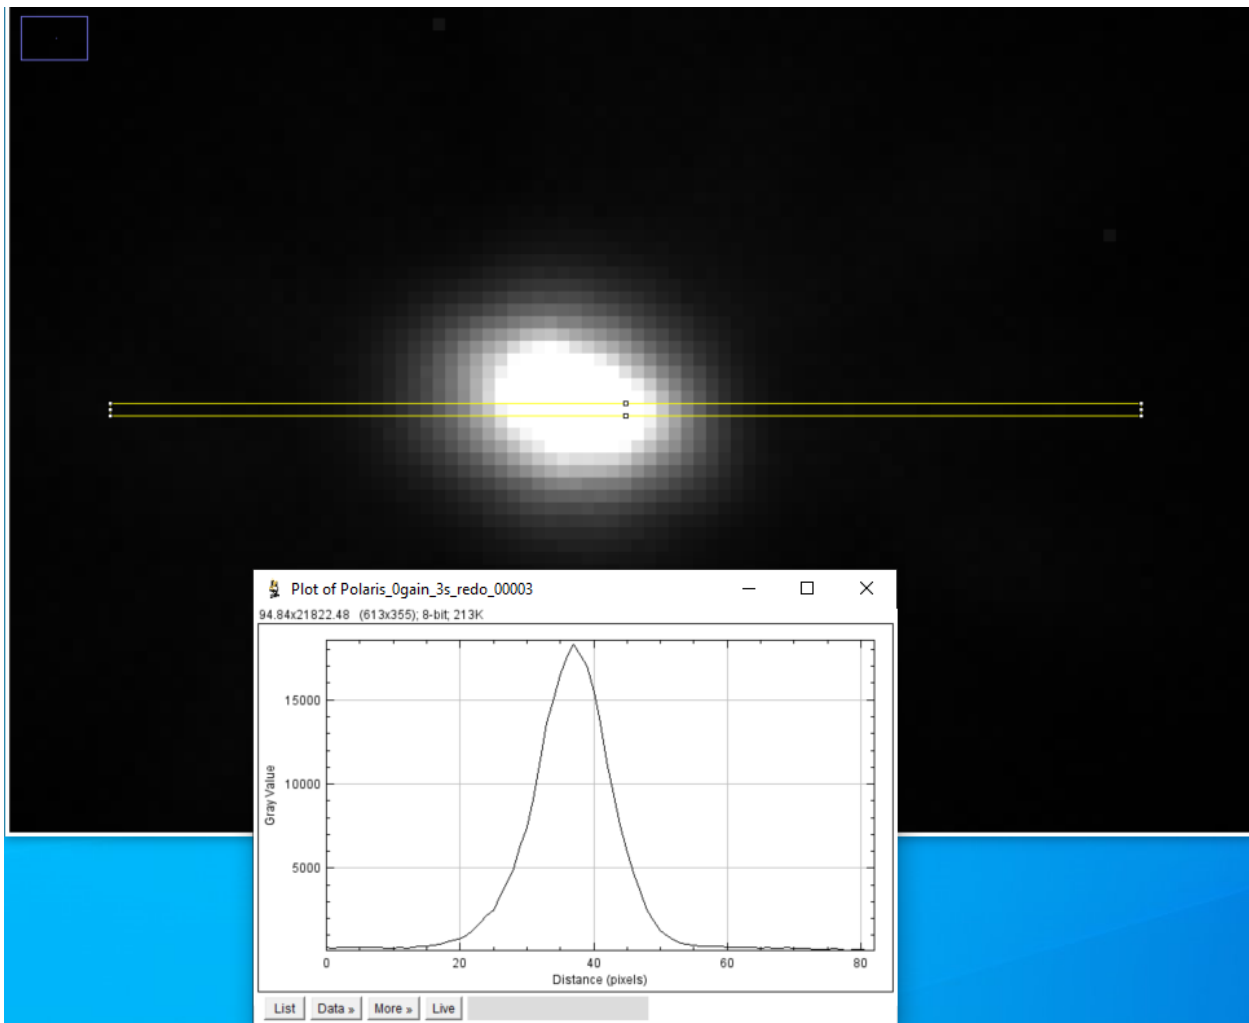 Plot of Polaris_0gain_3s_redo_00003
94.84x21822.48 (613x355); 8-bit; 213K
15000
10000
5000
Gray Value
0 20 40 60 80
Distance (pixels)
List Data » More » Live